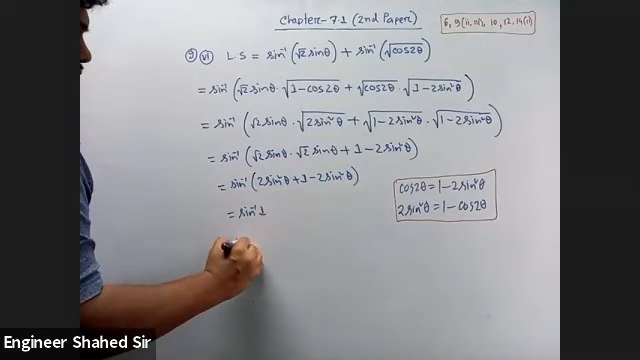 Chapter-7.1 (2nd Paper)
6, 9(ii, iii), 10, 12, 14(ii)
9 vi L.S = sin⁻¹(√2 sinθ) + sin⁻¹(√cos2θ)
= sin⁻¹(√2 sinθ · √1-cos2θ + √cos2θ · √1-2sin²θ)
= sin⁻¹(√2 sinθ · √2sin²θ + √1-2sin²θ · √1-2sin²θ)
= sin⁻¹(√2 sinθ · √2 sinθ + 1 - 2sin²θ)
= sin⁻¹(2sin²θ + 1 - 2sin²θ)
= sin⁻¹1
cos2θ = 1 - 2sin²θ
2sin²θ = 1 - cos2θ
Engineer Shahed Sir